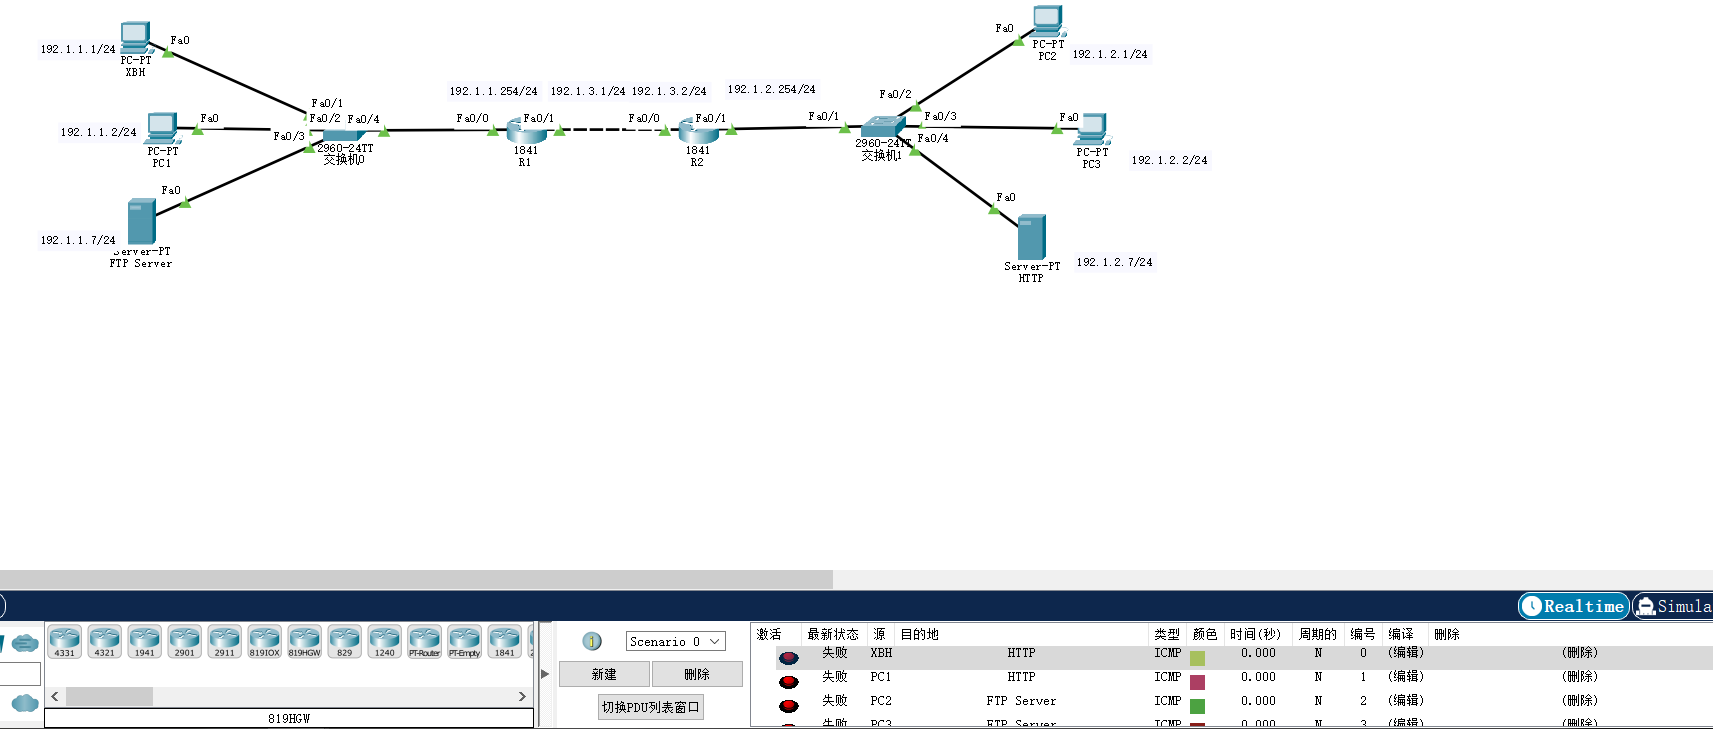 192.1.1.1/24
Fa0
PC-PT
XBH
192.1.1.2/24
Fa0
PC-PT
PC1
192.1.1.7/24
Fa0
Server-PT
FTP Server
Fa0/1
Fa0/2
Fa0/4
Fa0/3
2960-24TT
交换机0
192.1.1.254/24
192.1.3.1/24
192.1.3.2/24
192.1.2.254/24
Fa0/0
Fa0/1
1841
R1
Fa0/0
Fa0/1
1841
R2
Fa0/1
Fa0/2
Fa0/3
Fa0/4
2960-24TT
交换机1
Fa0
PC-PT
PC2
192.1.2.1/24
Fa0
PC-PT
PC3
192.1.2.2/24
Fa0
Server-PT
HTTP
192.1.2.7/24
Realtime
Simula
4331 4321 1941 2901 2911 819IOX 819HGW 829 1240 PT-Router PT-Empty 1841
819HGW
Scenario 0
新建 删除
切换PDU列表窗口
激活 最新状态 源 目的地 类型 颜色 时间(秒) 周期的 编号 编译 删除
失败 XBH HTTP ICMP 0.000 N 0 (编辑) (删除)
失败 PC1 HTTP ICMP 0.000 N 1 (编辑) (删除)
失败 PC2 FTP Server ICMP 0.000 N 2 (编辑) (删除)
失败 PC3 FTP Server ICMP 0.000 N 3 (编辑) (删除)